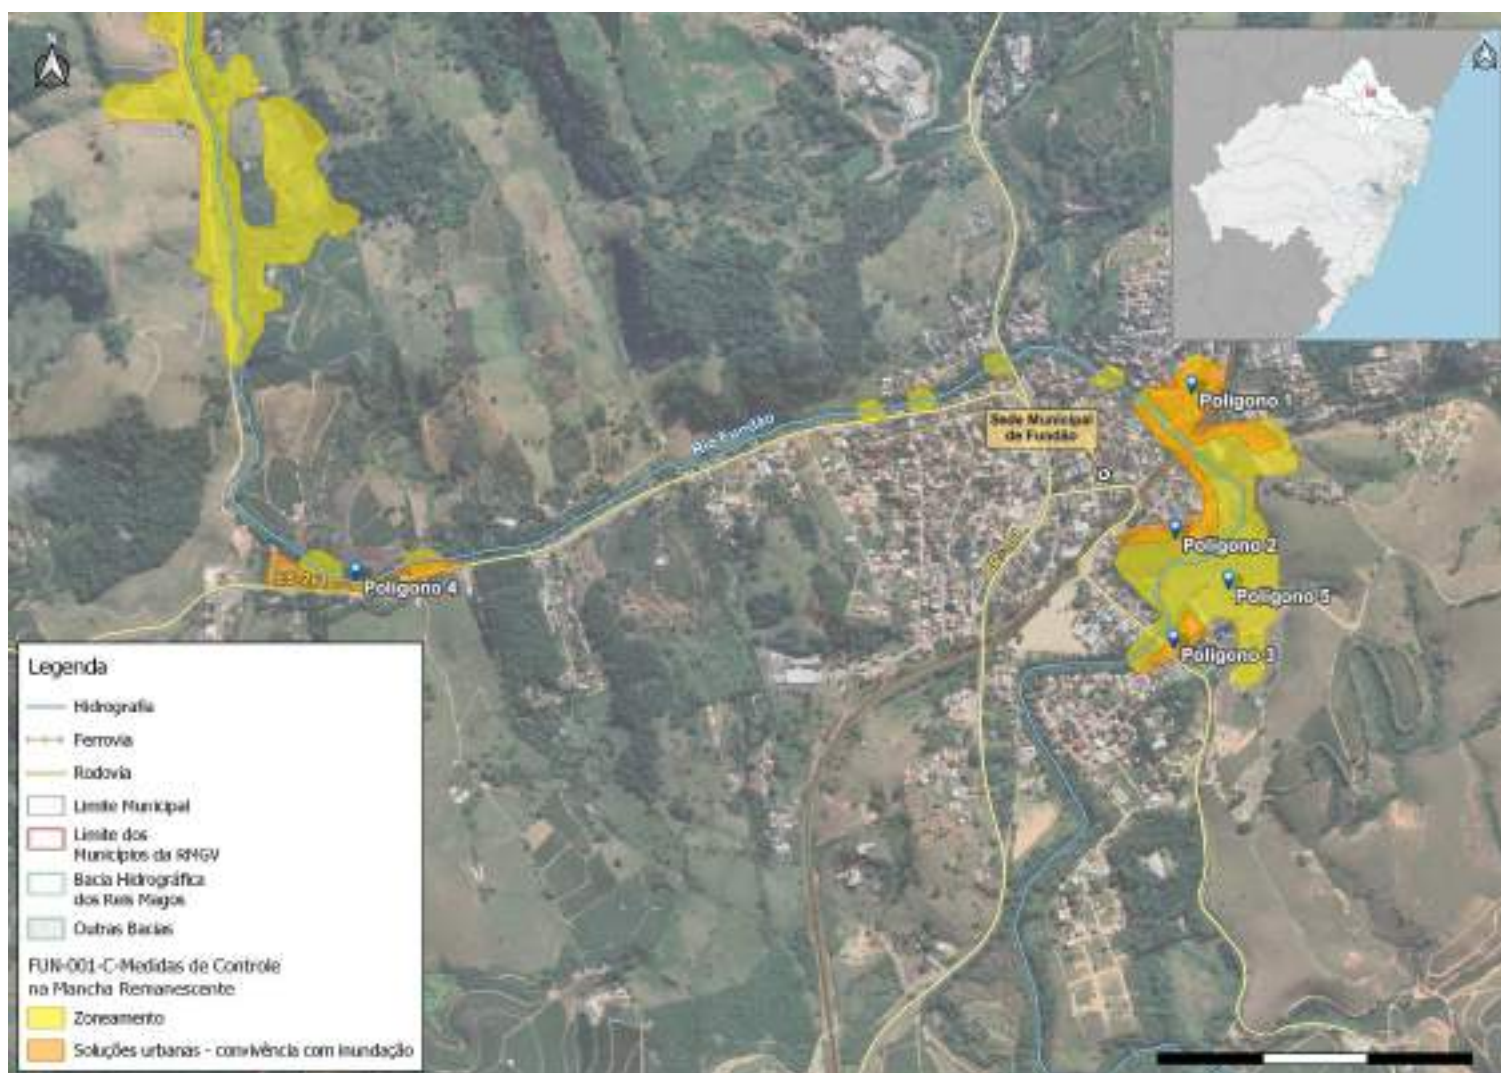 N
Polígono 1
Sede Municipal
de Fundão
Rio Fundão
Polígono 2
Polígono 4
Polígono 5
Polígono 3
Legenda
Hidrografia
Ferrovia
Rodovia
Limite Municipal
Limite dos
Municípios da RMGV
Bacia Hidrográfica
dos Reis Magos
Outras Bacias
FUN-001-C-Medidas de Controle
na Mancha Remanescente
Zoneamento
Soluções urbanas - convivência com inundação